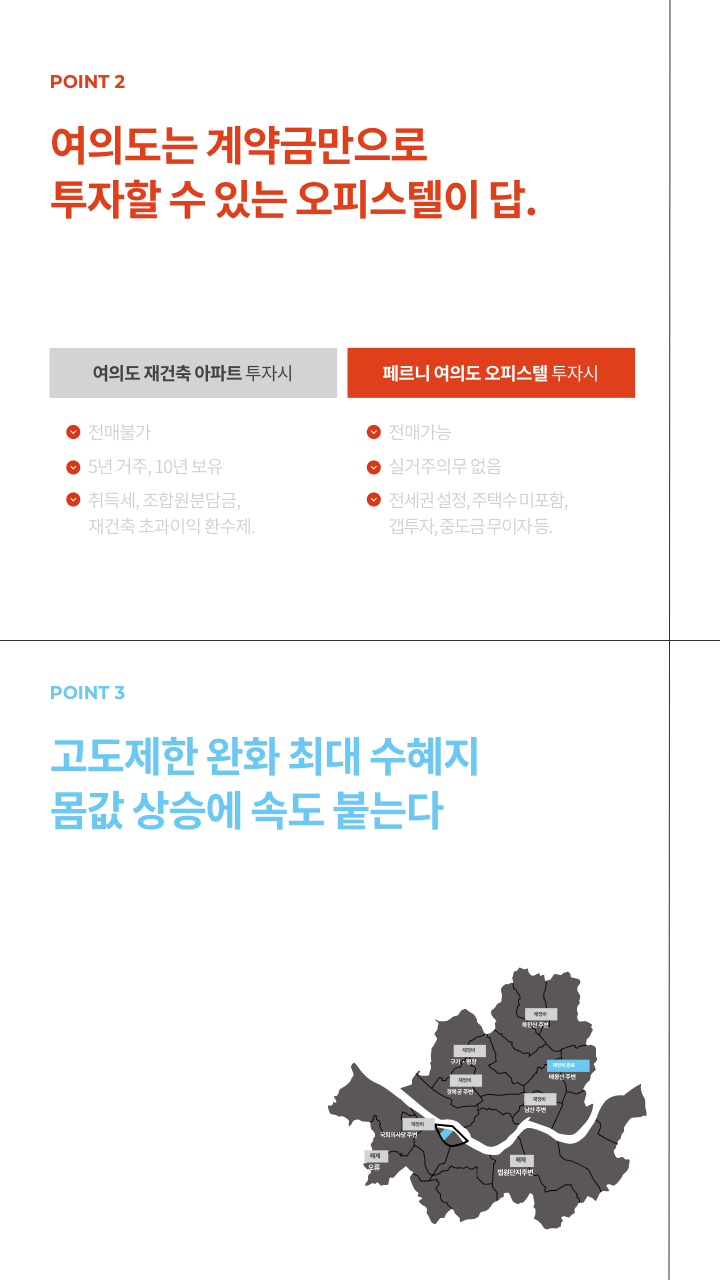 POINT 2
여의도는 계약금만으로
투자할 수 있는 오피스텔이 답.
여의도 재건축 아파트 투자시
전매불가
5년 거주, 10년 보유
취득세, 조합원분담금,
재건축 초과이익 환수제.
페르니 여의도 오피스텔 투자시
전매가능
실거주의무 없음
전세권 설정, 주택수 미포함,
갭투자, 중도금 무이자 등.
POINT 3
고도제한 완화 최대 수혜지
몸값 상승에 속도 붙는다
재정비
북한산 주변
재정비
구기·평창
재정비 완료
배봉산 주변
재정비
경복궁 주변
재정비
남산 주변
재정비
국회의사당 주변
해제
오류
해제
법원단지주변